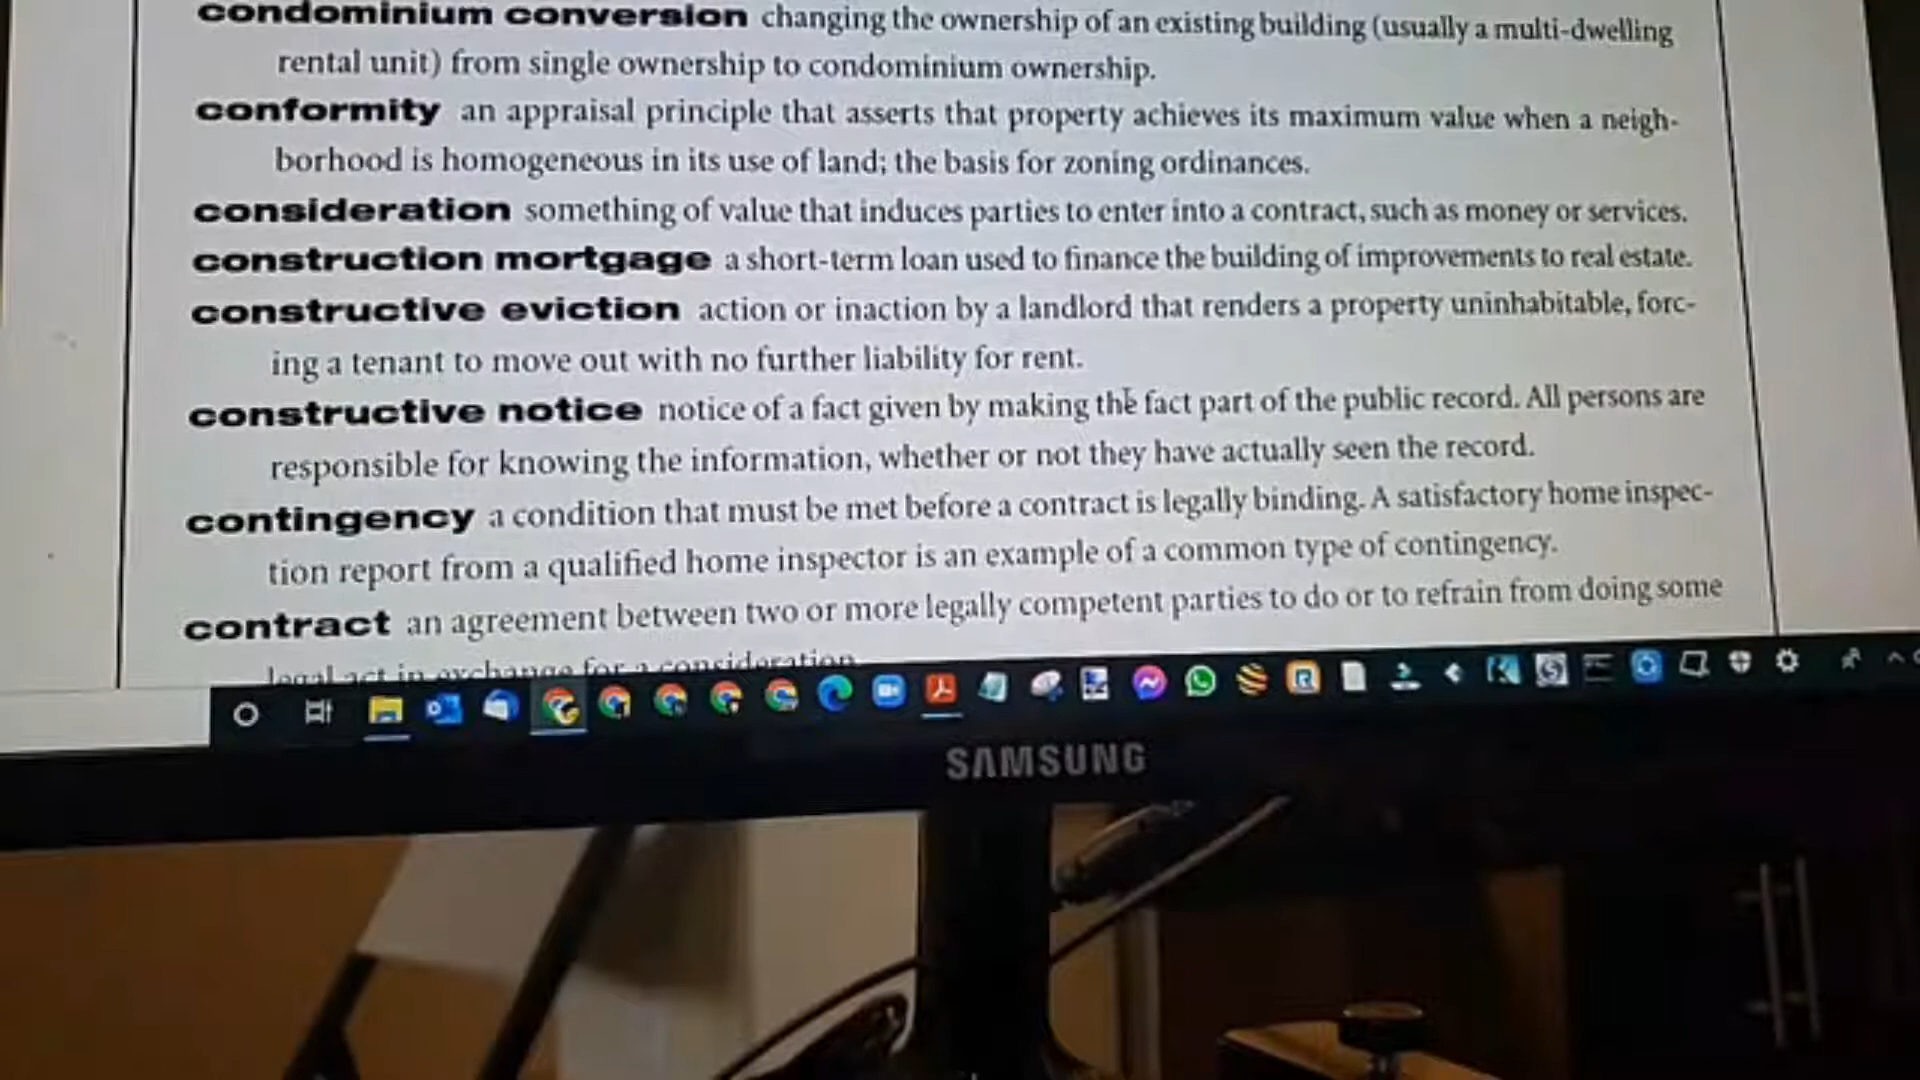 condominium conversion changing the ownership of an existing building (usually a multi-dwelling
rental unit) from single ownership to condominium ownership.
conformity an appraisal principle that asserts that property achieves its maximum value when a neigh-
borhood is homogeneous in its use of land; the basis for zoning ordinances.
consideration something of value that induces parties to enter into a contract, such as money or services.
construction mortgage a short-term loan used to finance the building of improvements to real estate.
constructive eviction action or inaction by a landlord that renders a property uninhabitable, forc-
ing a tenant to move out with no further liability for rent.
constructive notice notice of a fact given by making the fact part of the public record. All persons are
responsible for knowing the information, whether or not they have actually seen the record.
contingency a condition that must be met before a contract is legally binding. A satisfactory home inspec-
tion report from a qualified home inspector is an example of a common type of contingency.
contract an agreement between two or more legally competent parties to do or to refrain from doing some
legal act in exchange for a consideration
SAMSUNG